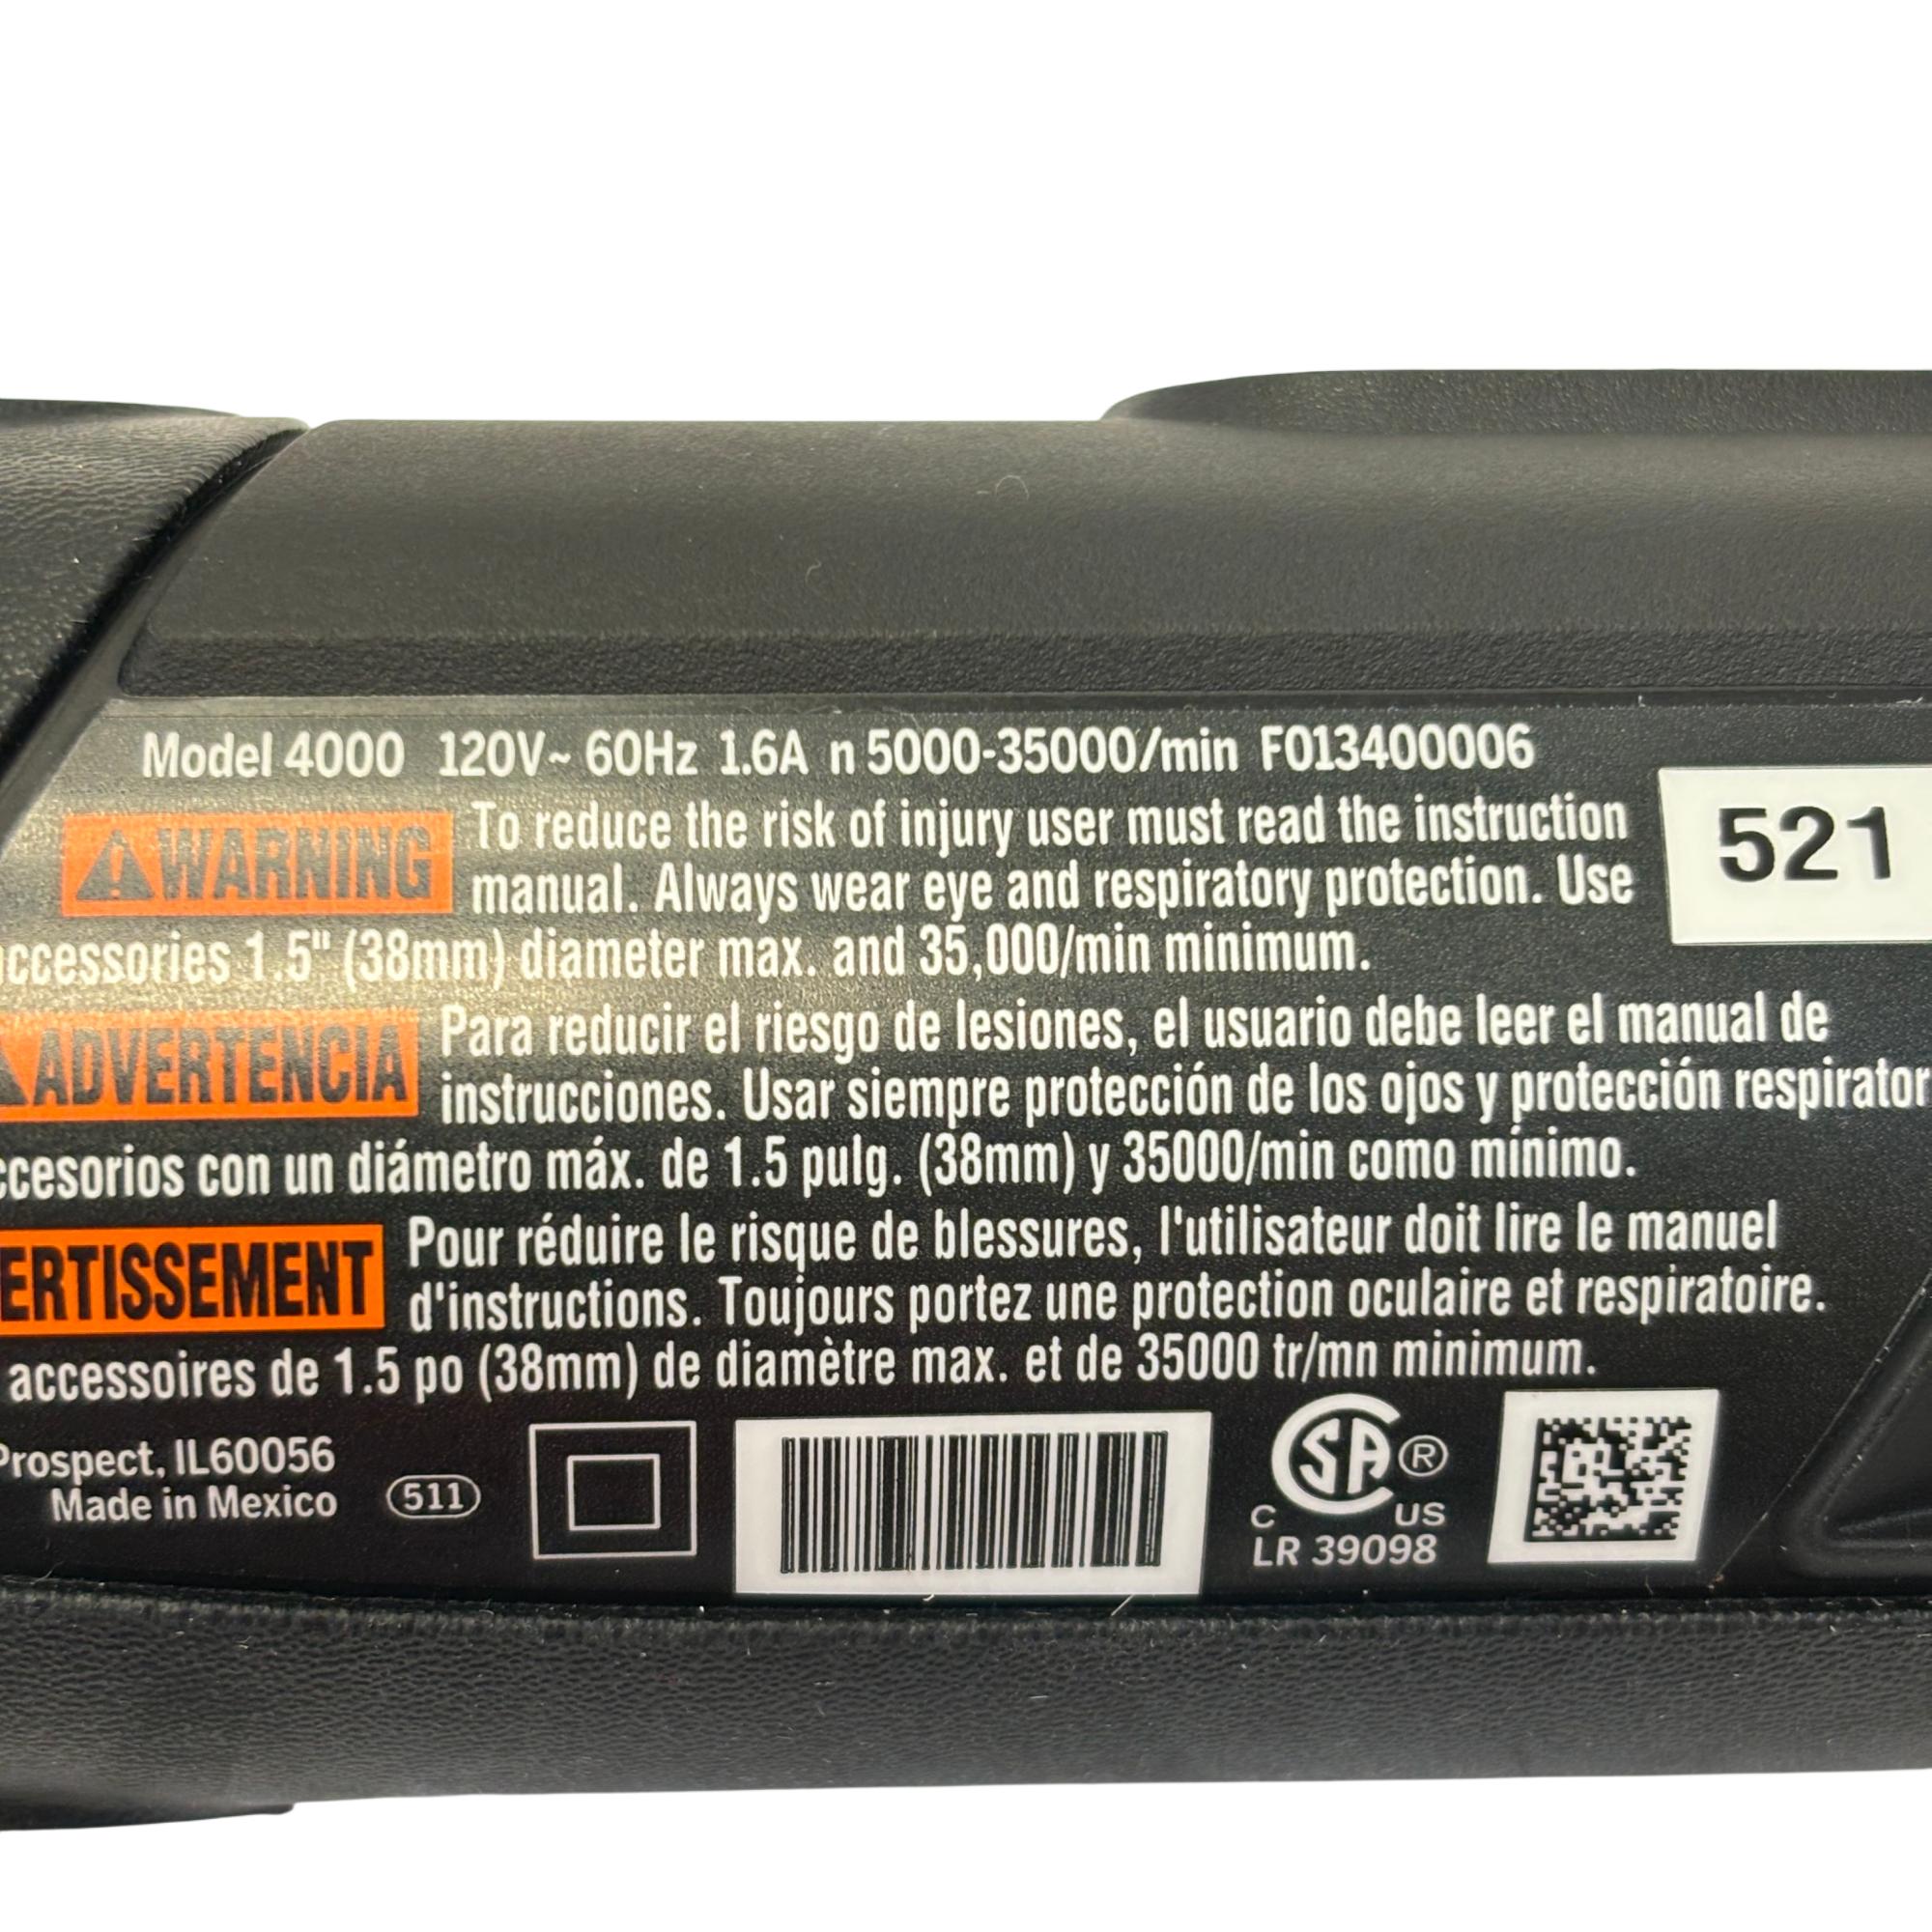 Model 4000 120V~ 60Hz 1.6A n 5000-35000/min F013400006
WARNING To reduce the risk of injury user must read the instruction
manual. Always wear eye and respiratory protection. Use
ccessories 1.5" (38mm) diameter max. and 35,000/min minimum.
521
ADVERTENCIA Para reducir el riesgo de lesiones, el usuario debe leer el manual de
instrucciones. Usar siempre protección de los ojos y protección respirator
ccesorios con un diámetro máx. de 1.5 pulg. (38mm) y 35000/min como mínimo.
ERTISSEMENT Pour réduire le risque de blessures, l'utilisateur doit lire le manuel
d'instructions. Toujours portez une protection oculaire et respiratoire.
accessoires de 1.5 po (38mm) de diamètre max. et de 35000 tr/mn minimum.
Prospect, IL60056
Made in Mexico
511
CSA ®
C US
LR 39098